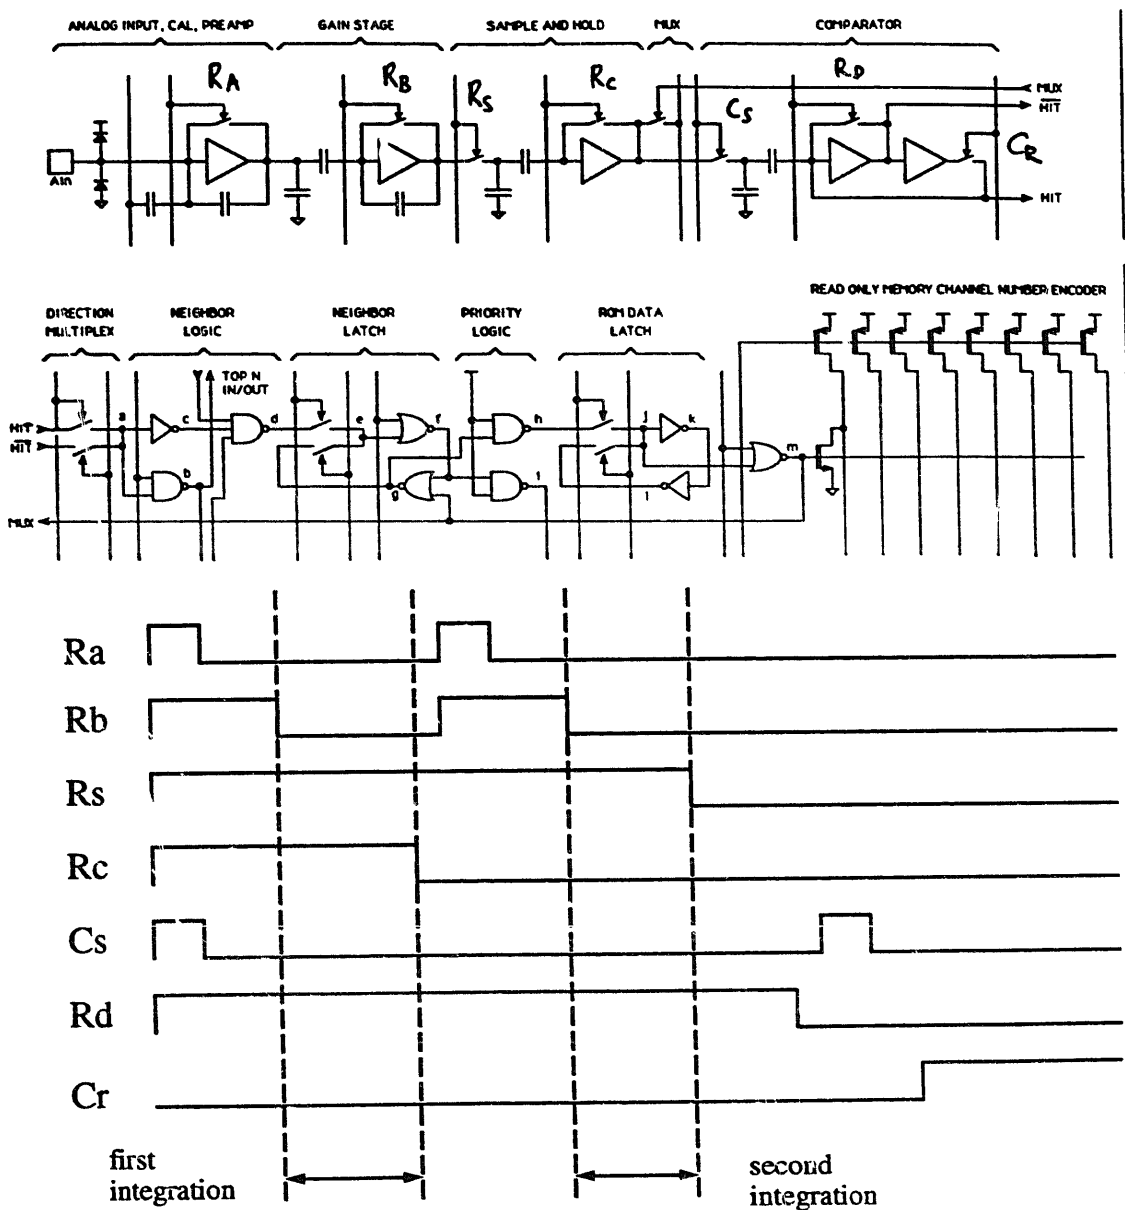 ANALOG INPUT, CAL, PREAMP
GAIN STAGE
SAMPLE AND HOLD
MUX
COMPARATOR
RA
RB
RS
RC
CS
RD
CR
MUX
HIT
HIT
AIn
DIRECTION MULTIPLEX
NEIGHBOR LOGIC
NEIGHBOR LATCH
PRIORITY LOGIC
ROM DATA LATCH
READ ONLY MEMORY CHANNEL NUMBER ENCODER
TOP N IN/OUT
HIT
HIT
MUX
a
b
c
d
e
f
g
h
i
j
k
l
m
Ra
Rb
Rs
Rc
Cs
Rd
Cr
first
integration
second
integration